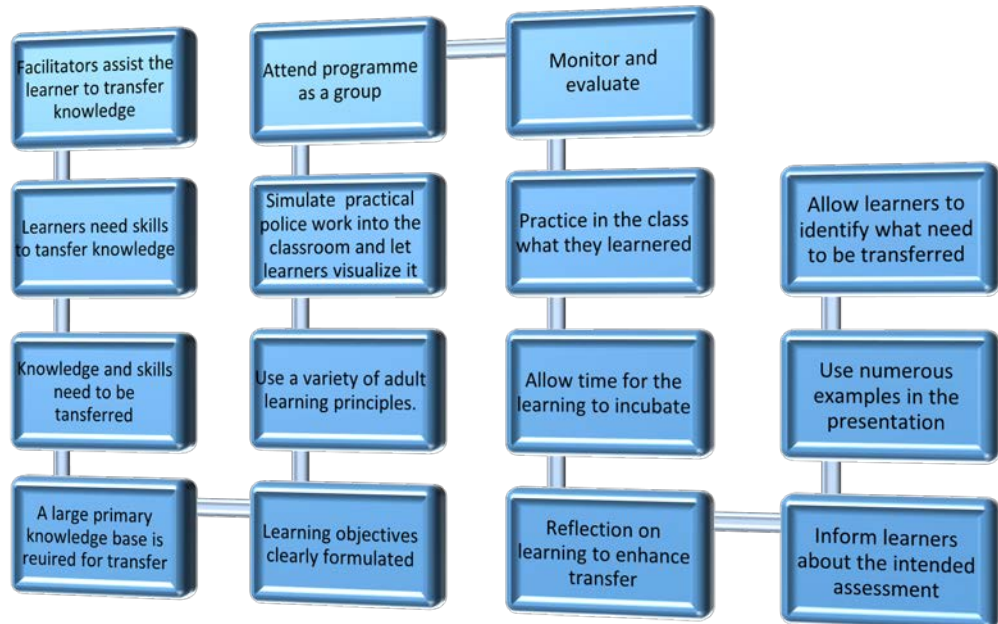 Facilitators assist the
learner to transfer
knowledge
Learners need skills
to tansfer knowledge
Knowledge and skills
need to be
tansferred
A large primary
knowledge base is
reuired for transfer
Learning objectives
clearly formulated
Use a variety of adult
learning principles.
Simulate practical
police work into the
classroom and let
learners visualize it
Attend programme
as a group
Monitor and
evaluate
Practice in the class
what they learnered
Allow time for the
learning to incubate
Reflection on
learning to enhance
transfer
Inform learners
about the intended
assessment
Use numerous
examples in the
presentation
Allow learners to
identify what need
to be transferred